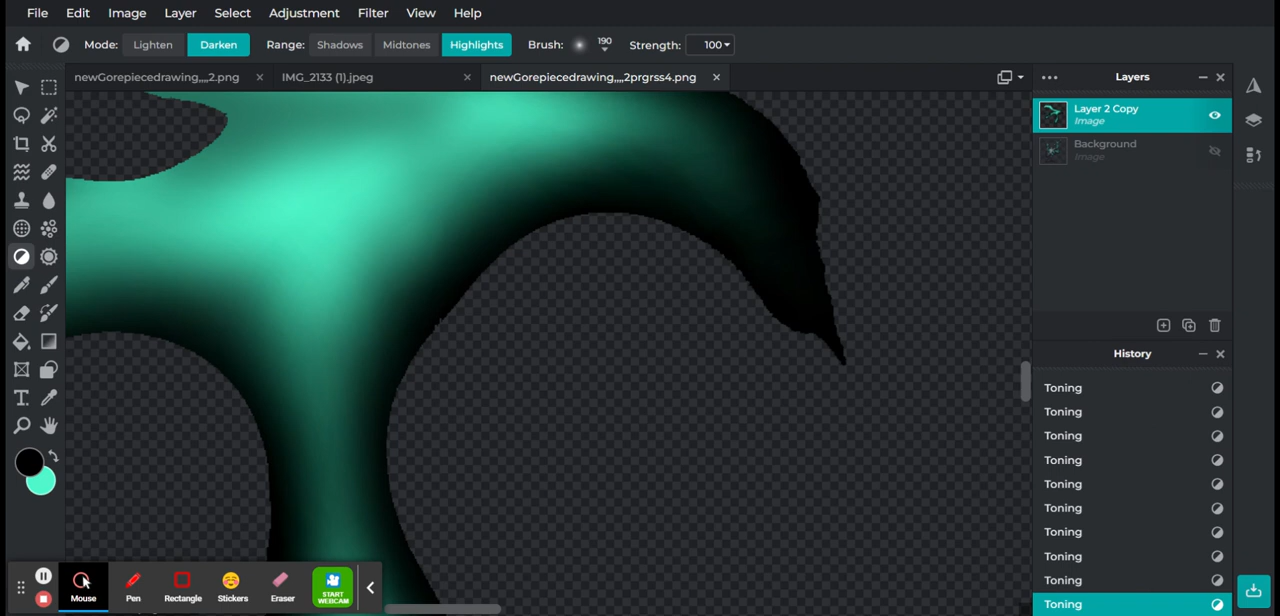 File Edit Image Layer Select Adjustment Filter View Help
Mode: Lighten Darken Range: Shadows Midtones Highlights Brush: 190 Strength: 100
newGorepiecedrawing,,,,2.png IMG_2133 (1).jpeg newGorepiecedrawing,,,,2prgrss4.png
Layers
Layer 2 Copy
Image
Background
Image
History
Toning
Toning
Toning
Toning
Toning
Toning
Toning
Toning
Toning
Toning
Mouse Pen Rectangle Stickers Eraser START
WEBCAM